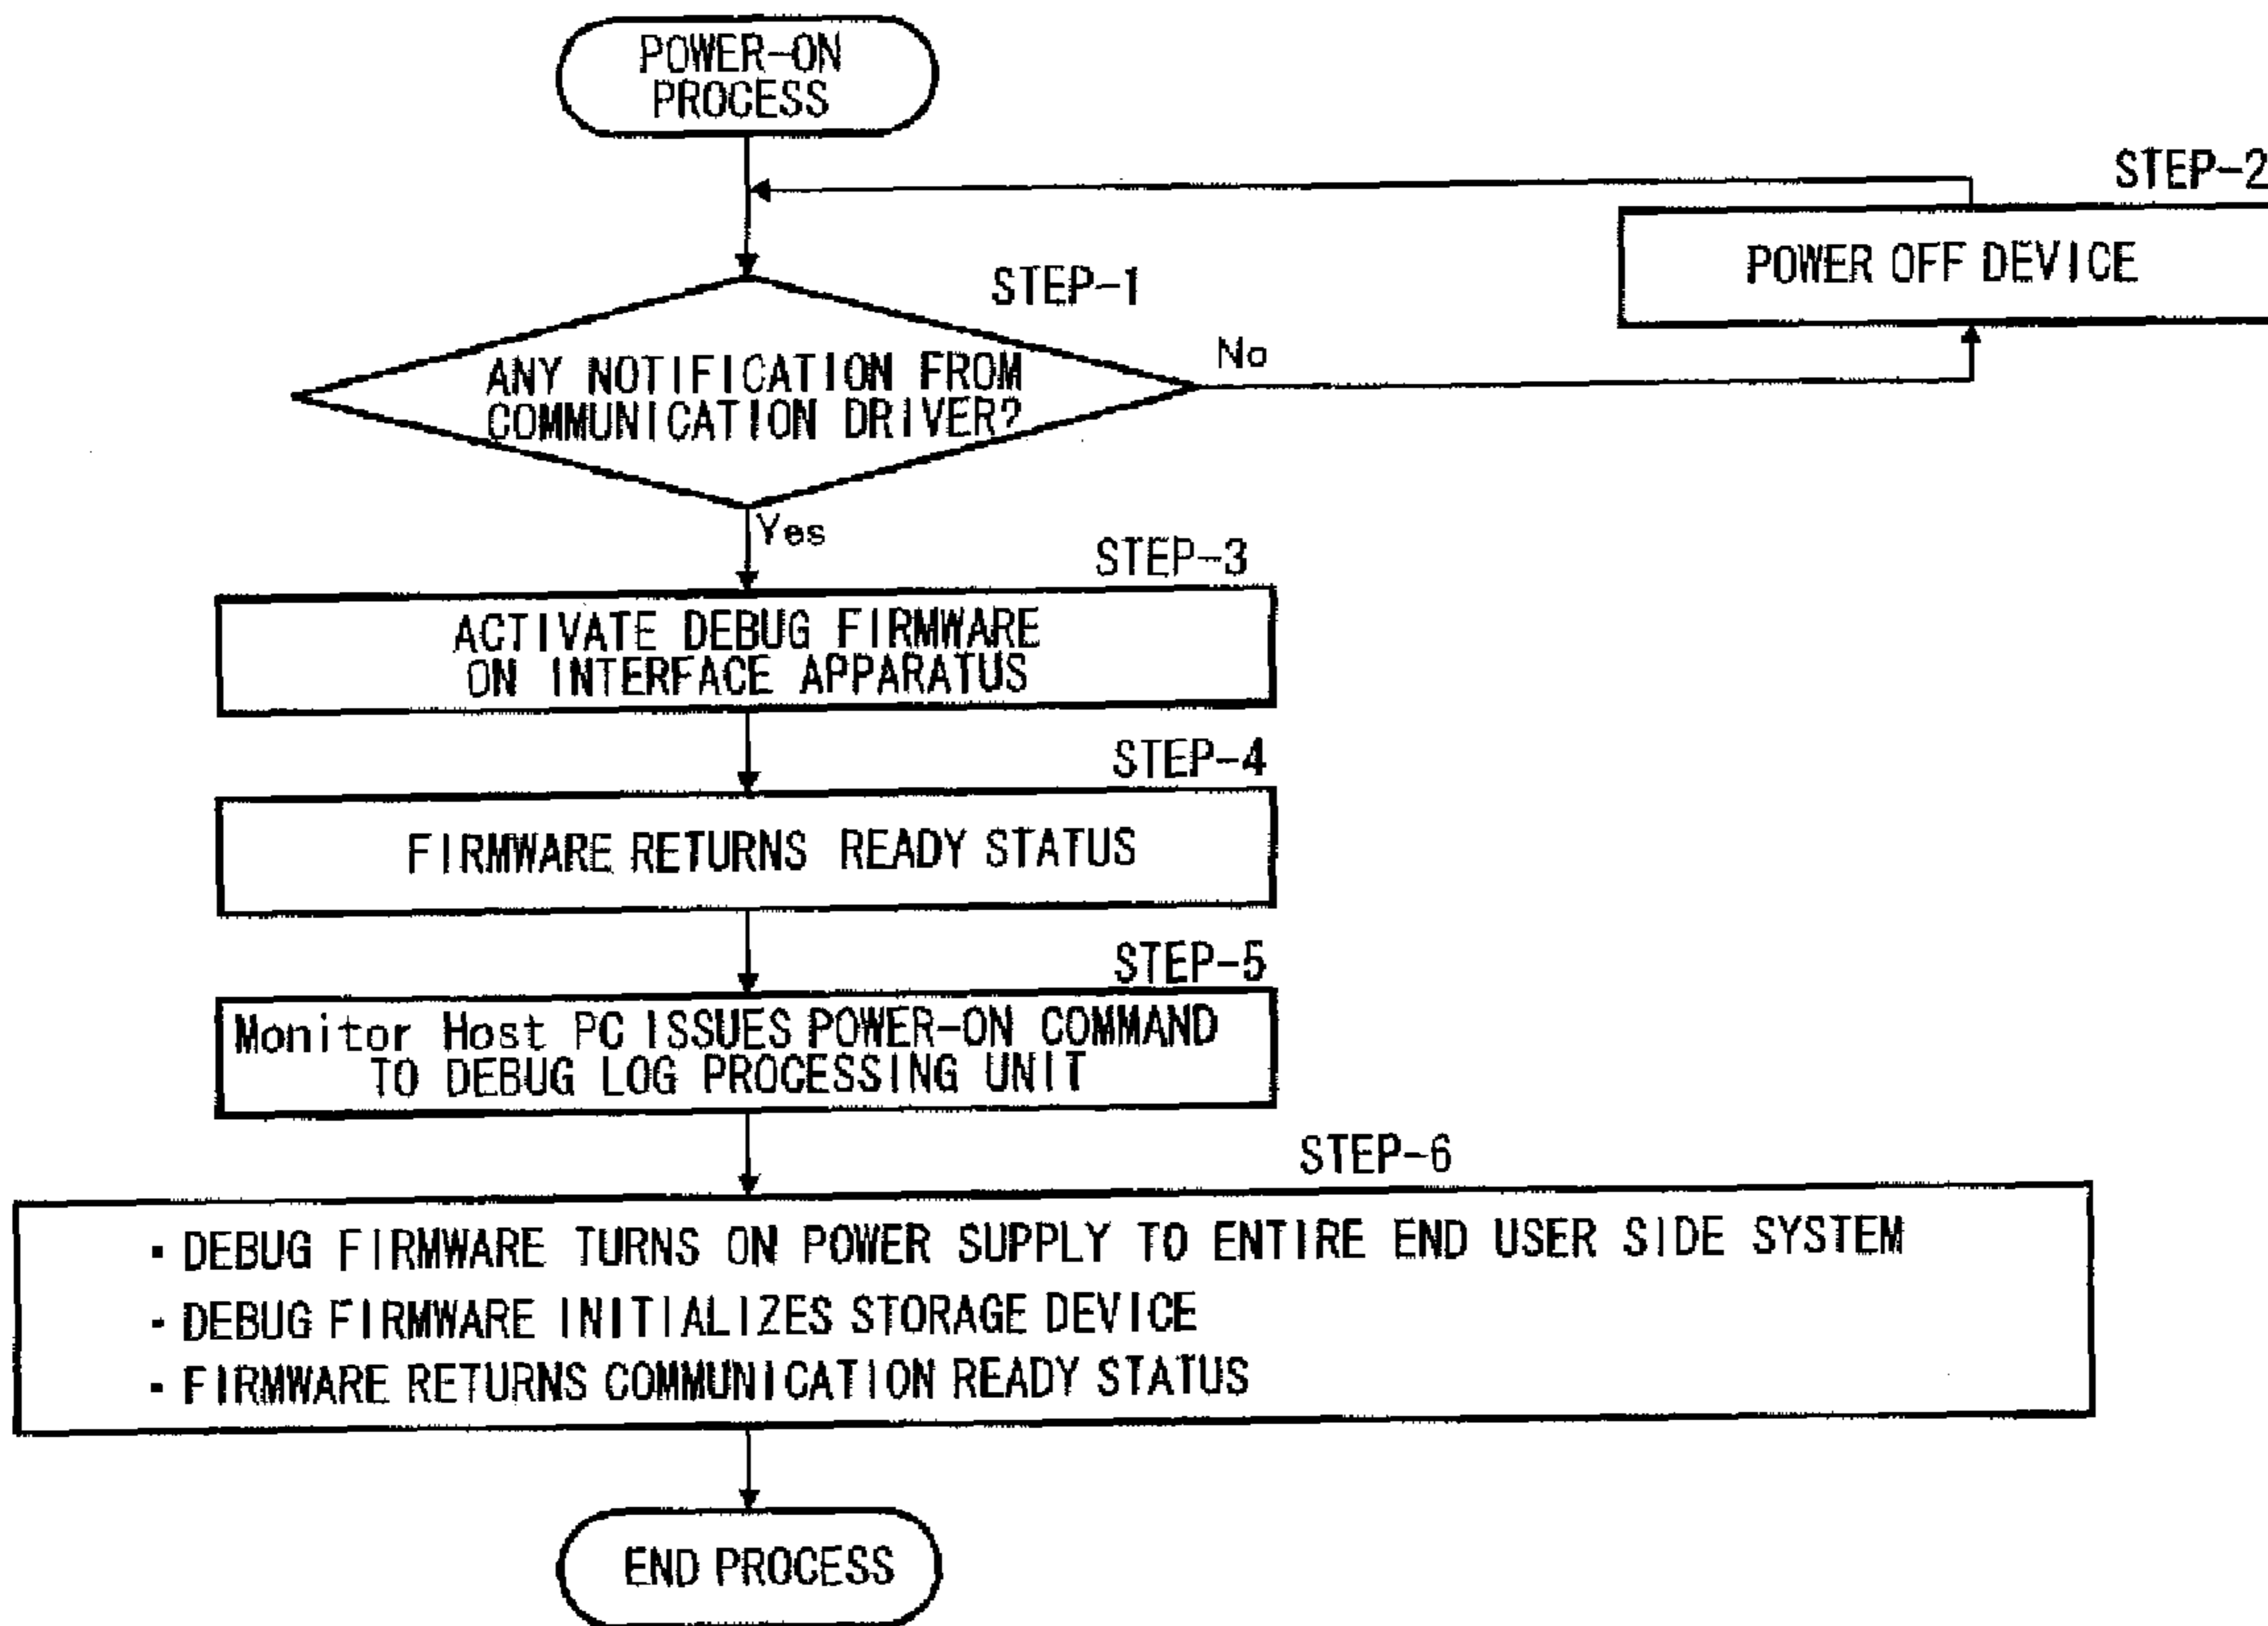 POWER-ON
PROCESS
STEP-2
POWER OFF DEVICE
STEP-1
ANY NOTIFICATION FROM
COMMUNICATION DRIVER?
No
Yes
STEP-3
ACTIVATE DEBUG FIRMWARE
ON INTERFACE APPARATUS
STEP-4
FIRMWARE RETURNS READY STATUS
STEP-5
Monitor Host PC ISSUES POWER-ON COMMAND
TO DEBUG LOG PROCESSING UNIT
STEP-6
▪ DEBUG FIRMWARE TURNS ON POWER SUPPLY TO ENTIRE END USER SIDE SYSTEM
▪ DEBUG FIRMWARE INITIALIZES STORAGE DEVICE
▪ FIRMWARE RETURNS COMMUNICATION READY STATUS
END PROCESS